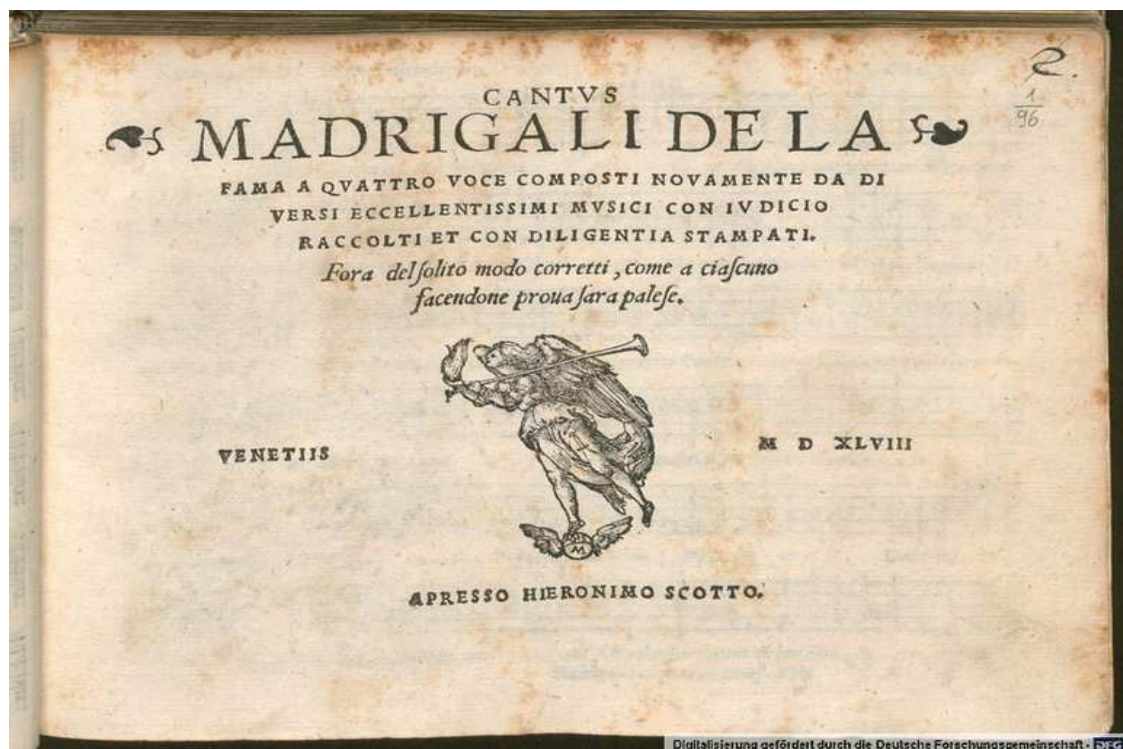 2.
1
96
CANTVS
MADRIGALI DE LA
FAMA A QVATTRO VOCE COMPOSTI NOVAMENTE DA DI
VERSI ECCELLENTISSIMI MVSICI CON IVDICIO
RACCOLTI ET CON DILIGENTIA STAMPATI.
Fora del ſolito modo corretti, come a ciaſcuno
facendone proua ſara paleſe.
VENETIIS
M D XLVIII
M
APRESSO HIERONIMO SCOTTO.
Digitalisierung gefördert durch die Deutsche Forschungsgemeinschaft - DFG